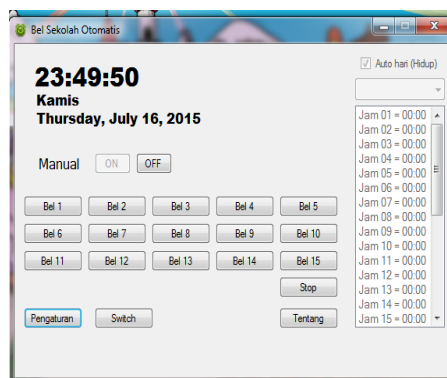 Bel Sekolah Otomatis
23:49:50
Kamis
Thursday, July 16, 2015
Manual ON OFF
Bel 1 Bel 2 Bel 3 Bel 4 Bel 5
Bel 6 Bel 7 Bel 8 Bel 9 Bel 10
Bel 11 Bel 12 Bel 13 Bel 14 Bel 15
Stop
Pengaturan Switch Tentang
Auto hari (Hidup)
Jam 01 = 00:00
Jam 02 = 00:00
Jam 03 = 00:00
Jam 04 = 00:00
Jam 05 = 00:00
Jam 06 = 00:00
Jam 07 = 00:00
Jam 08 = 00:00
Jam 09 = 00:00
Jam 10 = 00:00
Jam 11 = 00:00
Jam 12 = 00:00
Jam 13 = 00:00
Jam 14 = 00:00
Jam 15 = 00:00